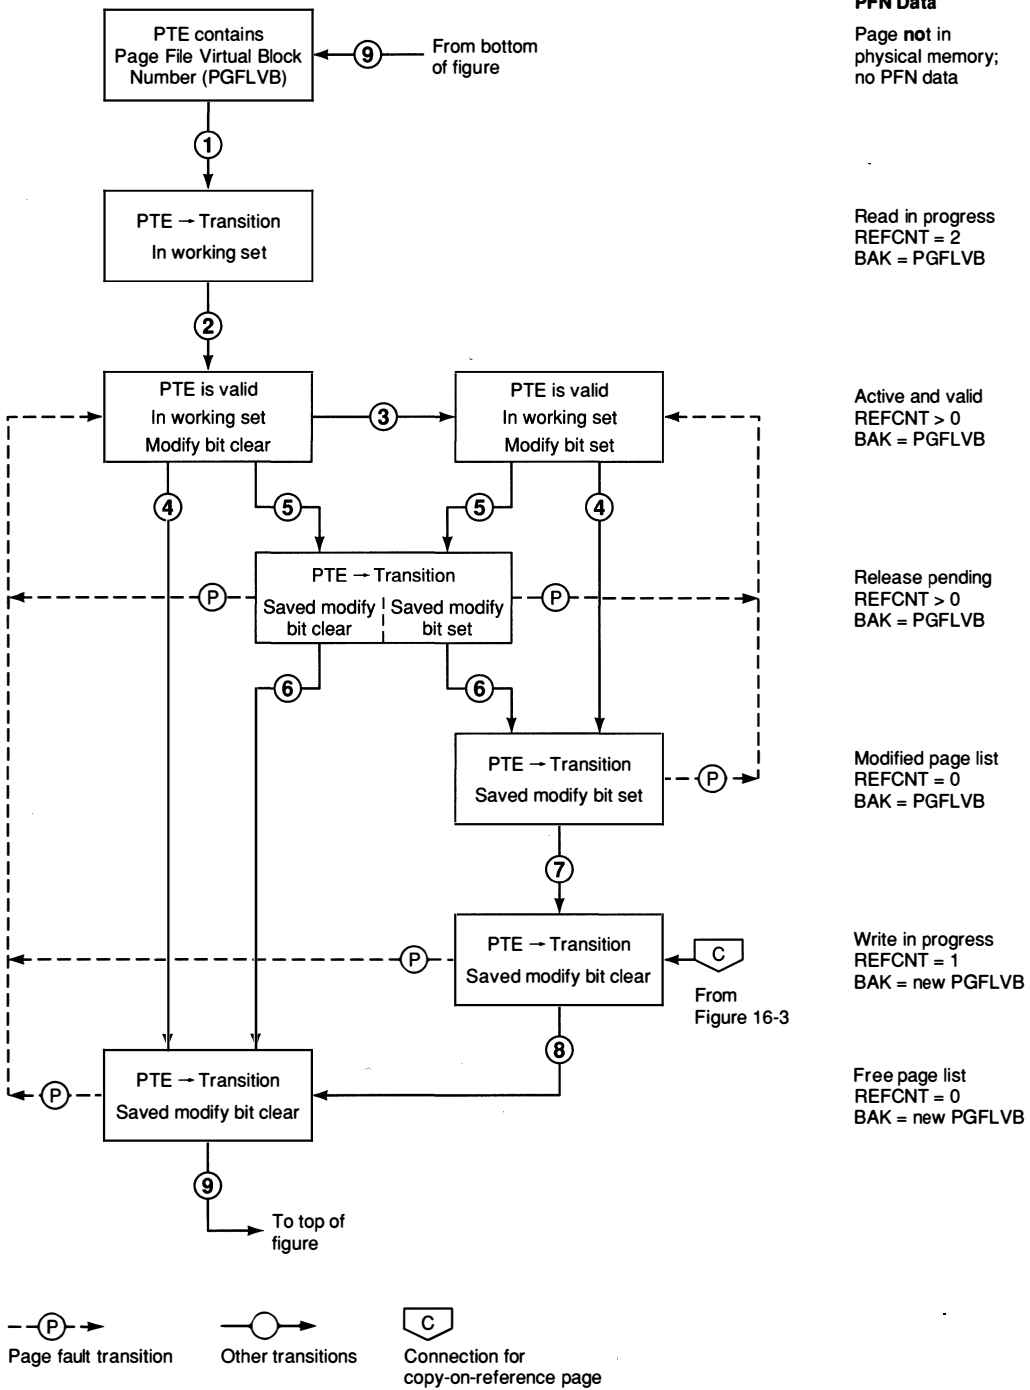 PFN Data
PTE contains
Page File Virtual Block
Number (PGFLVB)
9
From bottom
of figure
Page not in
physical memory;
no PFN data
1
PTE → Transition
In working set
Read in progress
REFCNT = 2
BAK = PGFLVB
2
PTE is valid
In working set
Modify bit clear
3
PTE is valid
In working set
Modify bit set
Active and valid
REFCNT > 0
BAK = PGFLVB
4
5
5
4
PTE → Transition
Saved modify
bit clear
Saved modify
bit set
P
P
Release pending
REFCNT > 0
BAK = PGFLVB
6
6
PTE → Transition
Saved modify bit set
P
Modified page list
REFCNT = 0
BAK = PGFLVB
7
P
PTE → Transition
Saved modify bit clear
C
From
Figure 16-3
Write in progress
REFCNT = 1
BAK = new PGFLVB
8
P
PTE → Transition
Saved modify bit clear
Free page list
REFCNT = 0
BAK = new PGFLVB
9
To top of
figure
P
Page fault transition
Other transitions
C
Connection for
copy-on-reference page